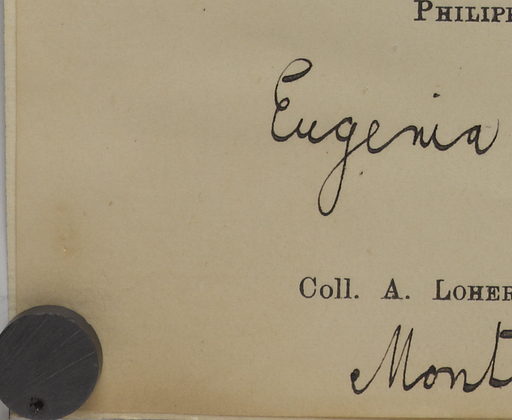 PHILIPP
Eugenia
Coll. A. LOHER
Mont